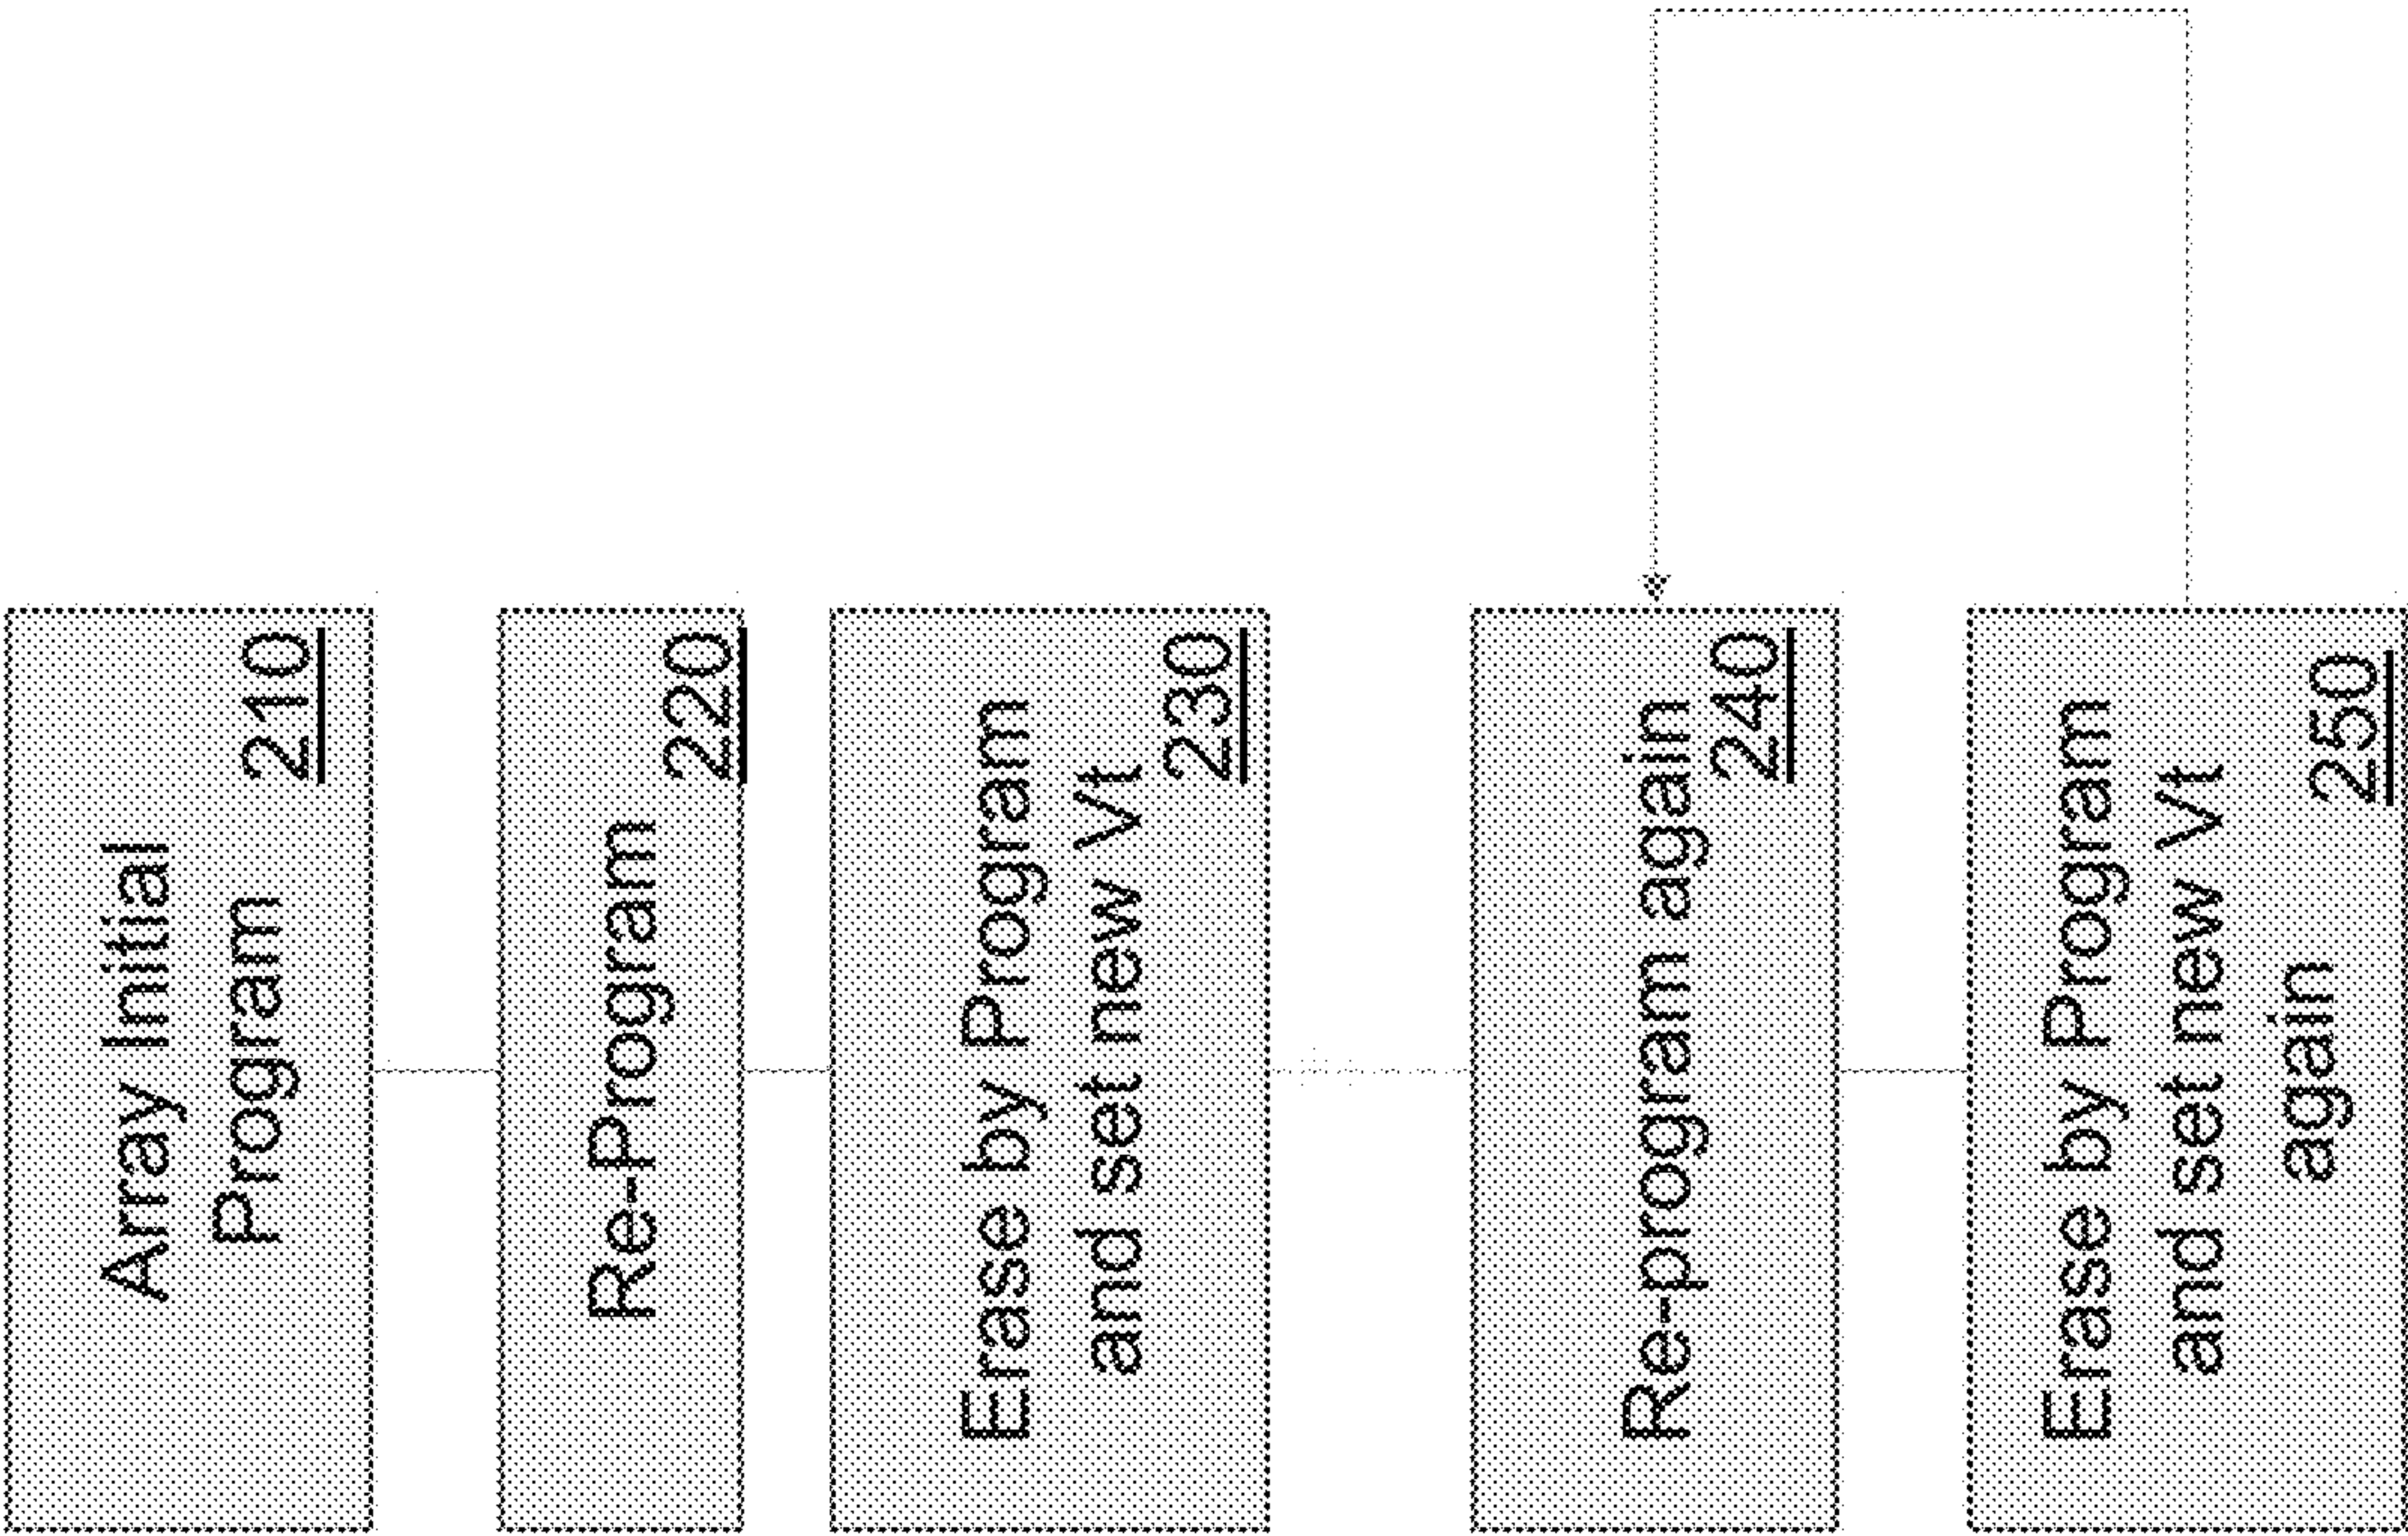 Array Initial
Program 210
Re-Program 220
Erase by Program
and set new Vt
230
Re-program again
240
Erase by Program
and set new Vt
again 250